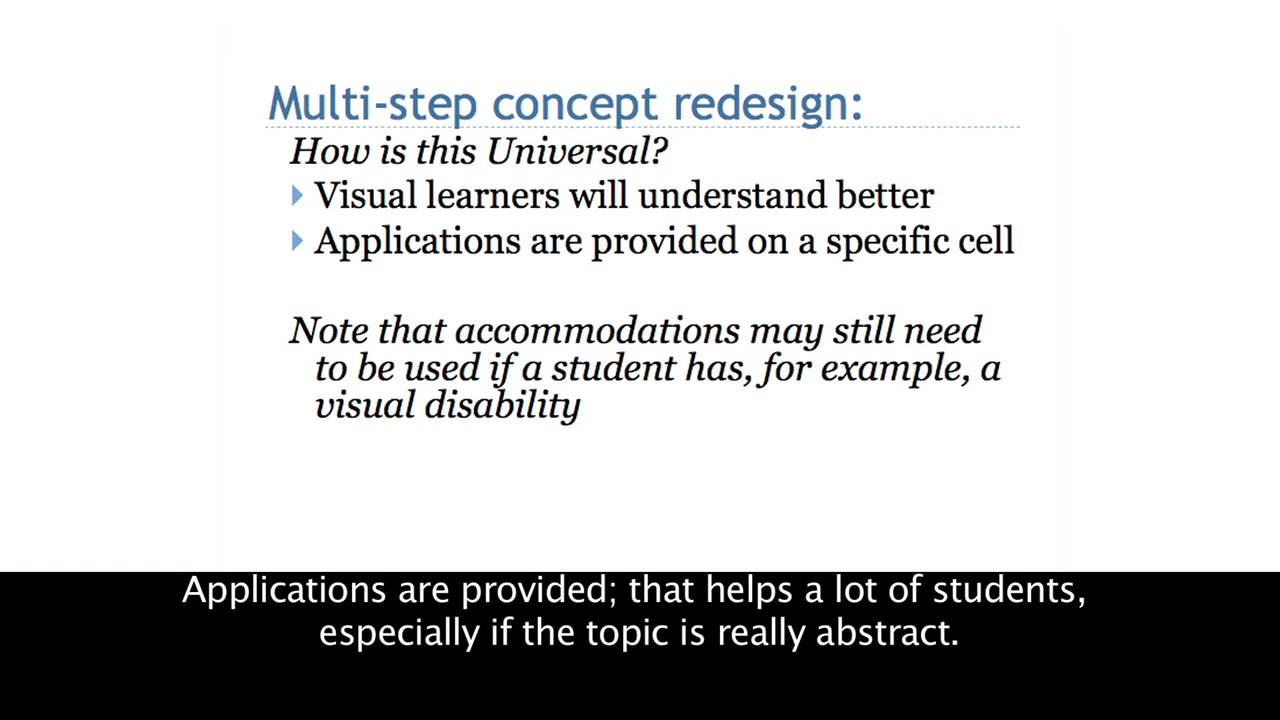 Multi-step concept redesign:
How is this Universal?
Visual learners will understand better
Applications are provided on a specific cell
Note that accommodations may still need
to be used if a student has, for example, a
visual disability
Applications are provided; that helps a lot of students,
especially if the topic is really abstract.